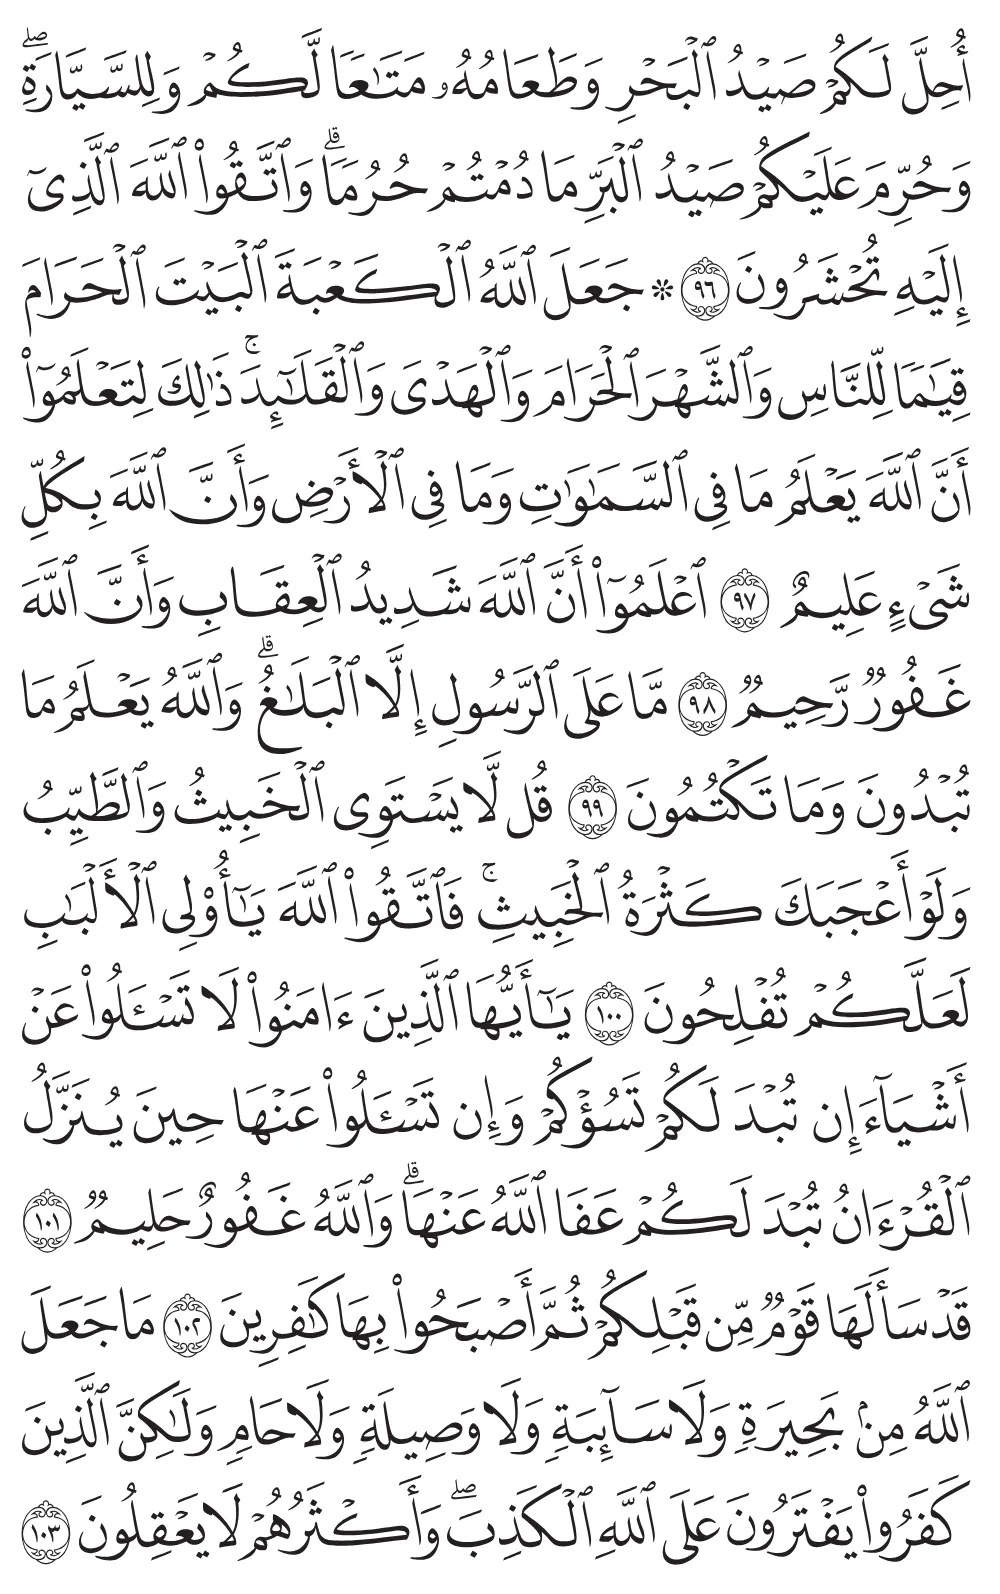 أُحِلَّ لَكُمْ صَيْدُ ٱلْبَحْرِ وَطَعَامُهُۥ مَتَٰعًا لَّكُمْ وَلِلسَّيَّارَةِۖ
وَحُرِّمَ عَلَيْكُمْ صَيْدُ ٱلْبَرِّ مَا دُمْتُمْ حُرُمًاۗ وَٱتَّقُوا۟ ٱللَّهَ ٱلَّذِىٓ
إِلَيْهِ تُحْشَرُونَ ٩٦ ۞ جَعَلَ ٱللَّهُ ٱلْكَعْبَةَ ٱلْبَيْتَ ٱلْحَرَامَ
قِيَٰمًا لِّلنَّاسِ وَٱلشَّهْرَ ٱلْحَرَامَ وَٱلْهَدْىَ وَٱلْقَلَٰٓئِدَۚ ذَٰلِكَ لِتَعْلَمُوٓا۟
أَنَّ ٱللَّهَ يَعْلَمُ مَا فِى ٱلسَّمَٰوَٰتِ وَمَا فِى ٱلْأَرْضِ وَأَنَّ ٱللَّهَ بِكُلِّ
شَىْءٍ عَلِيمٌ ٩٧ ٱعْلَمُوٓا۟ أَنَّ ٱللَّهَ شَدِيدُ ٱلْعِقَابِ وَأَنَّ ٱللَّهَ
غَفُورٌ رَّحِيمٌ ٩٨ مَّا عَلَى ٱلرَّسُولِ إِلَّا ٱلْبَلَٰغُۗ وَٱللَّهُ يَعْلَمُ مَا
تُبْدُونَ وَمَا تَكْتُمُونَ ٩٩ قُل لَّا يَسْتَوِى ٱلْخَبِيثُ وَٱلطَّيِّبُ
وَلَوْ أَعْجَبَكَ كَثْرَةُ ٱلْخَبِيثِۚ فَٱتَّقُوا۟ ٱللَّهَ يَٰٓأُو۟لِى ٱلْأَلْبَٰبِ
لَعَلَّكُمْ تُفْلِحُونَ ١٠٠ يَٰٓأَيُّهَا ٱلَّذِينَ ءَامَنُوا۟ لَا تَسْـَٔلُوا۟ عَنْ
أَشْيَآءَ إِن تُبْدَ لَكُمْ تَسُؤْكُمْ وَإِن تَسْـَٔلُوا۟ عَنْهَا حِينَ يُنَزَّلُ
ٱلْقُرْءَانُ تُبْدَ لَكُمْ عَفَا ٱللَّهُ عَنْهَاۗ وَٱللَّهُ غَفُورٌ حَلِيمٌ ١٠١
قَدْ سَأَلَهَا قَوْمٌ مِّن قَبْلِكُمْ ثُمَّ أَصْبَحُوا۟ بِهَا كَٰفِرِينَ ١٠٢ مَا جَعَلَ
ٱللَّهُ مِنۢ بَحِيرَةٍ وَلَا سَآئِبَةٍ وَلَا وَصِيلَةٍ وَلَا حَامٍ وَلَٰكِنَّ ٱلَّذِينَ
كَفَرُوا۟ يَفْتَرُونَ عَلَى ٱللَّهِ ٱلْكَذِبَۖ وَأَكْثَرُهُمْ لَا يَعْقِلُونَ ١٠٣